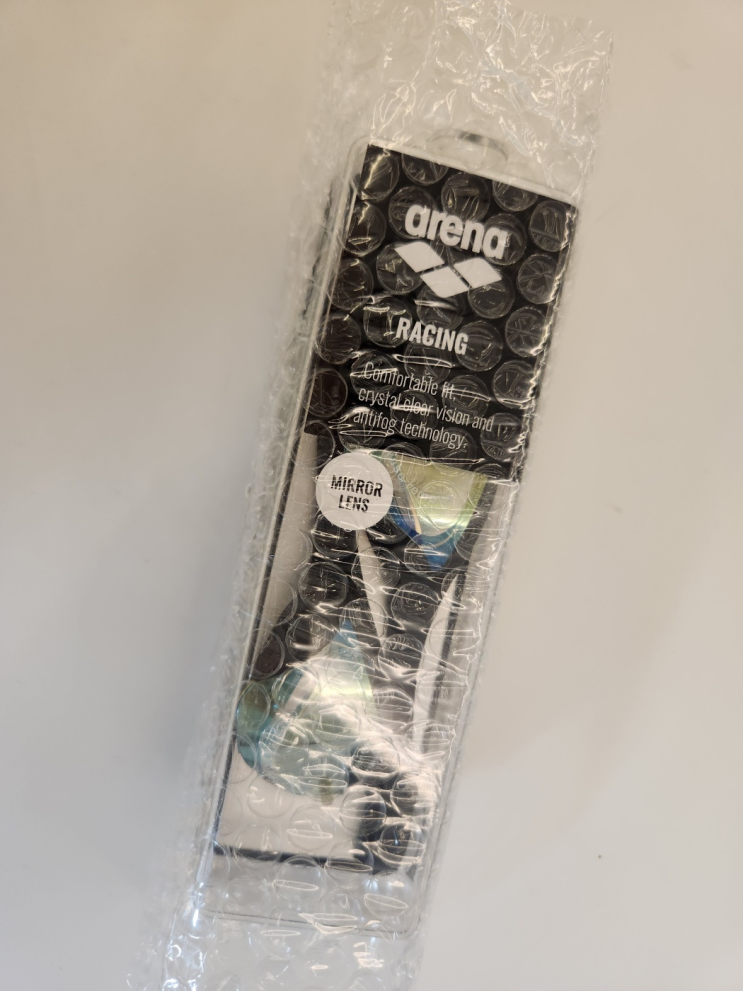 arena
RACING
Comfortable fit,
crystal clear vision and
antifog technology.
MIRROR
LENS